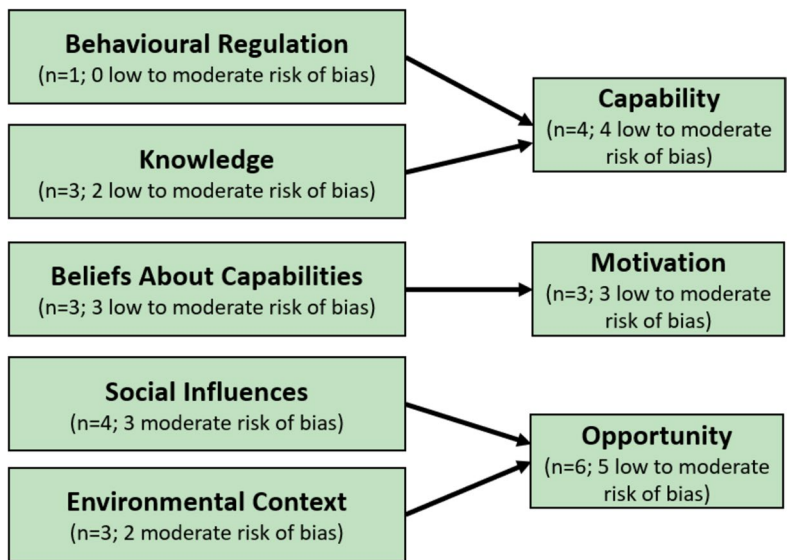 Behavioural Regulation
(n=1; 0 low to moderate risk of bias)
Knowledge
(n=3; 2 low to moderate risk of bias)
Beliefs About Capabilities
(n=3; 3 low to moderate risk of bias)
Social Influences
(n=4; 3 moderate risk of bias)
Environmental Context
(n=3; 2 moderate risk of bias)
Capability
(n=4; 4 low to moderate
risk of bias)
Motivation
(n=3; 3 low to moderate
risk of bias)
Opportunity
(n=6; 5 low to moderate
risk of bias)